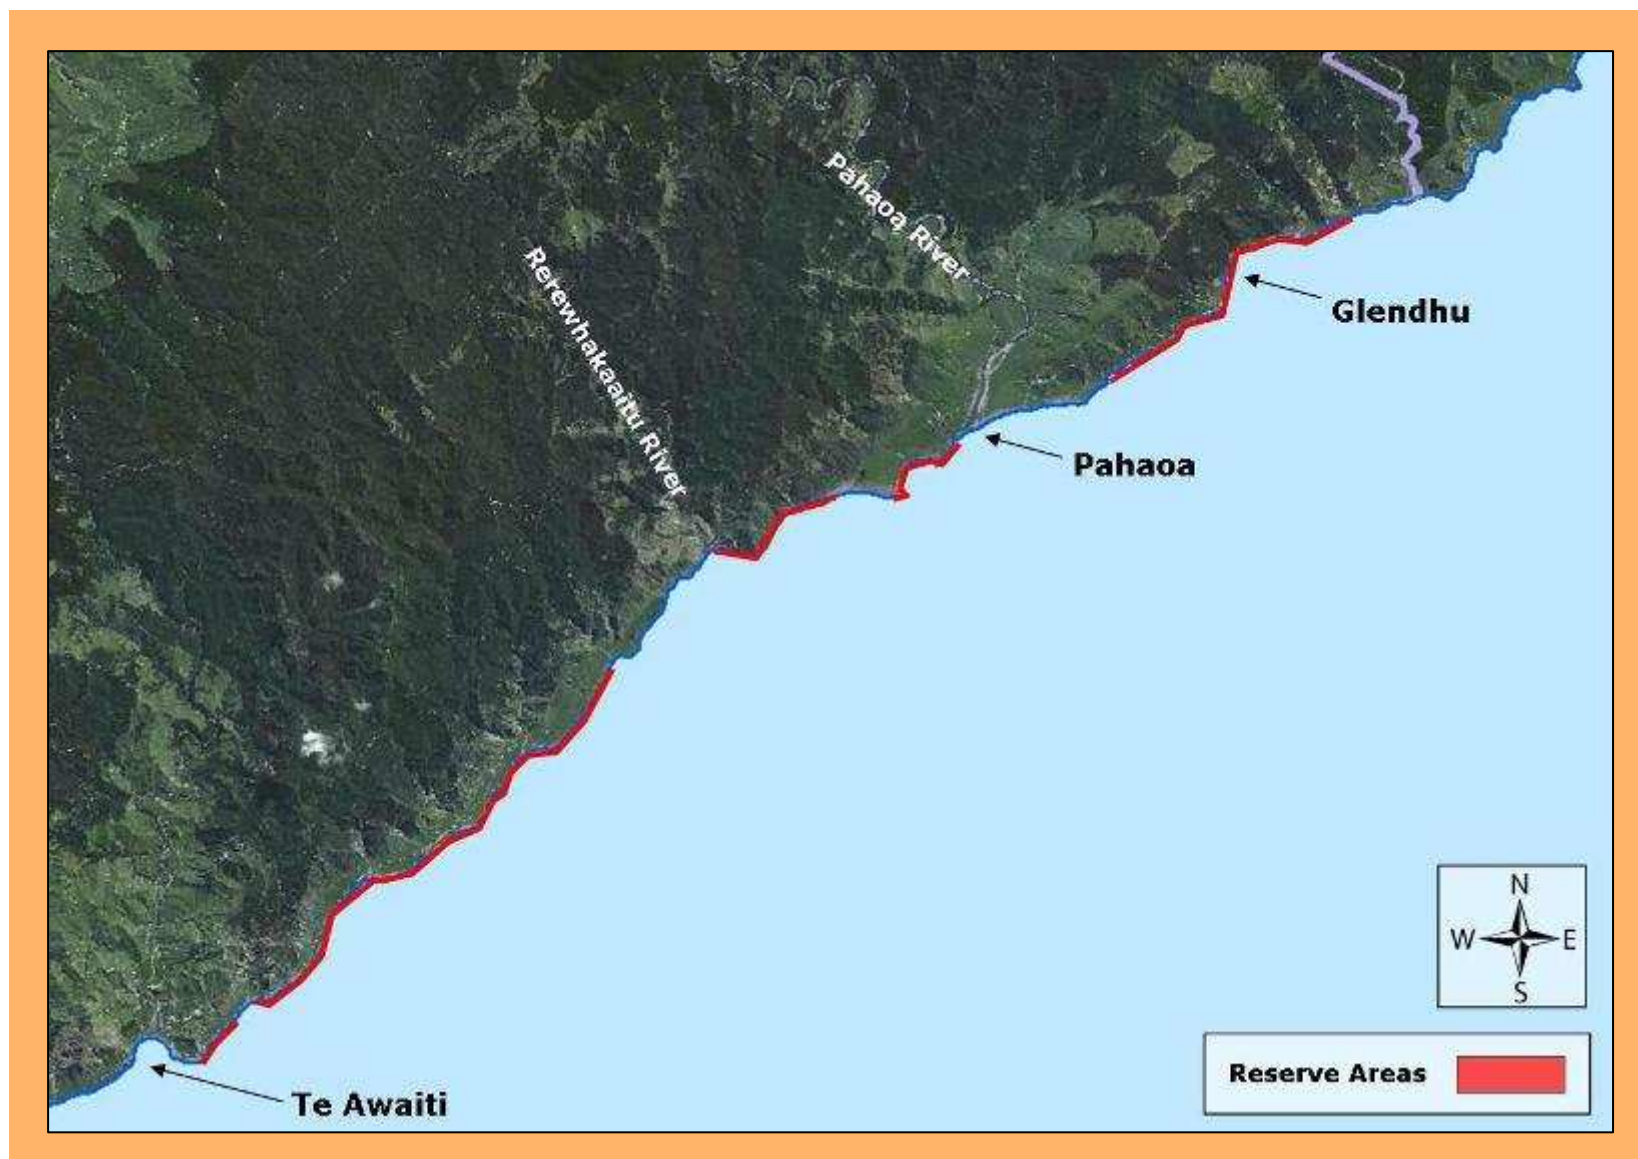 Pahaoa River
Rerewhakaaitu River
Glendhu
Pahaoa
N
W E
S
Reserve Areas
Te Awaiti